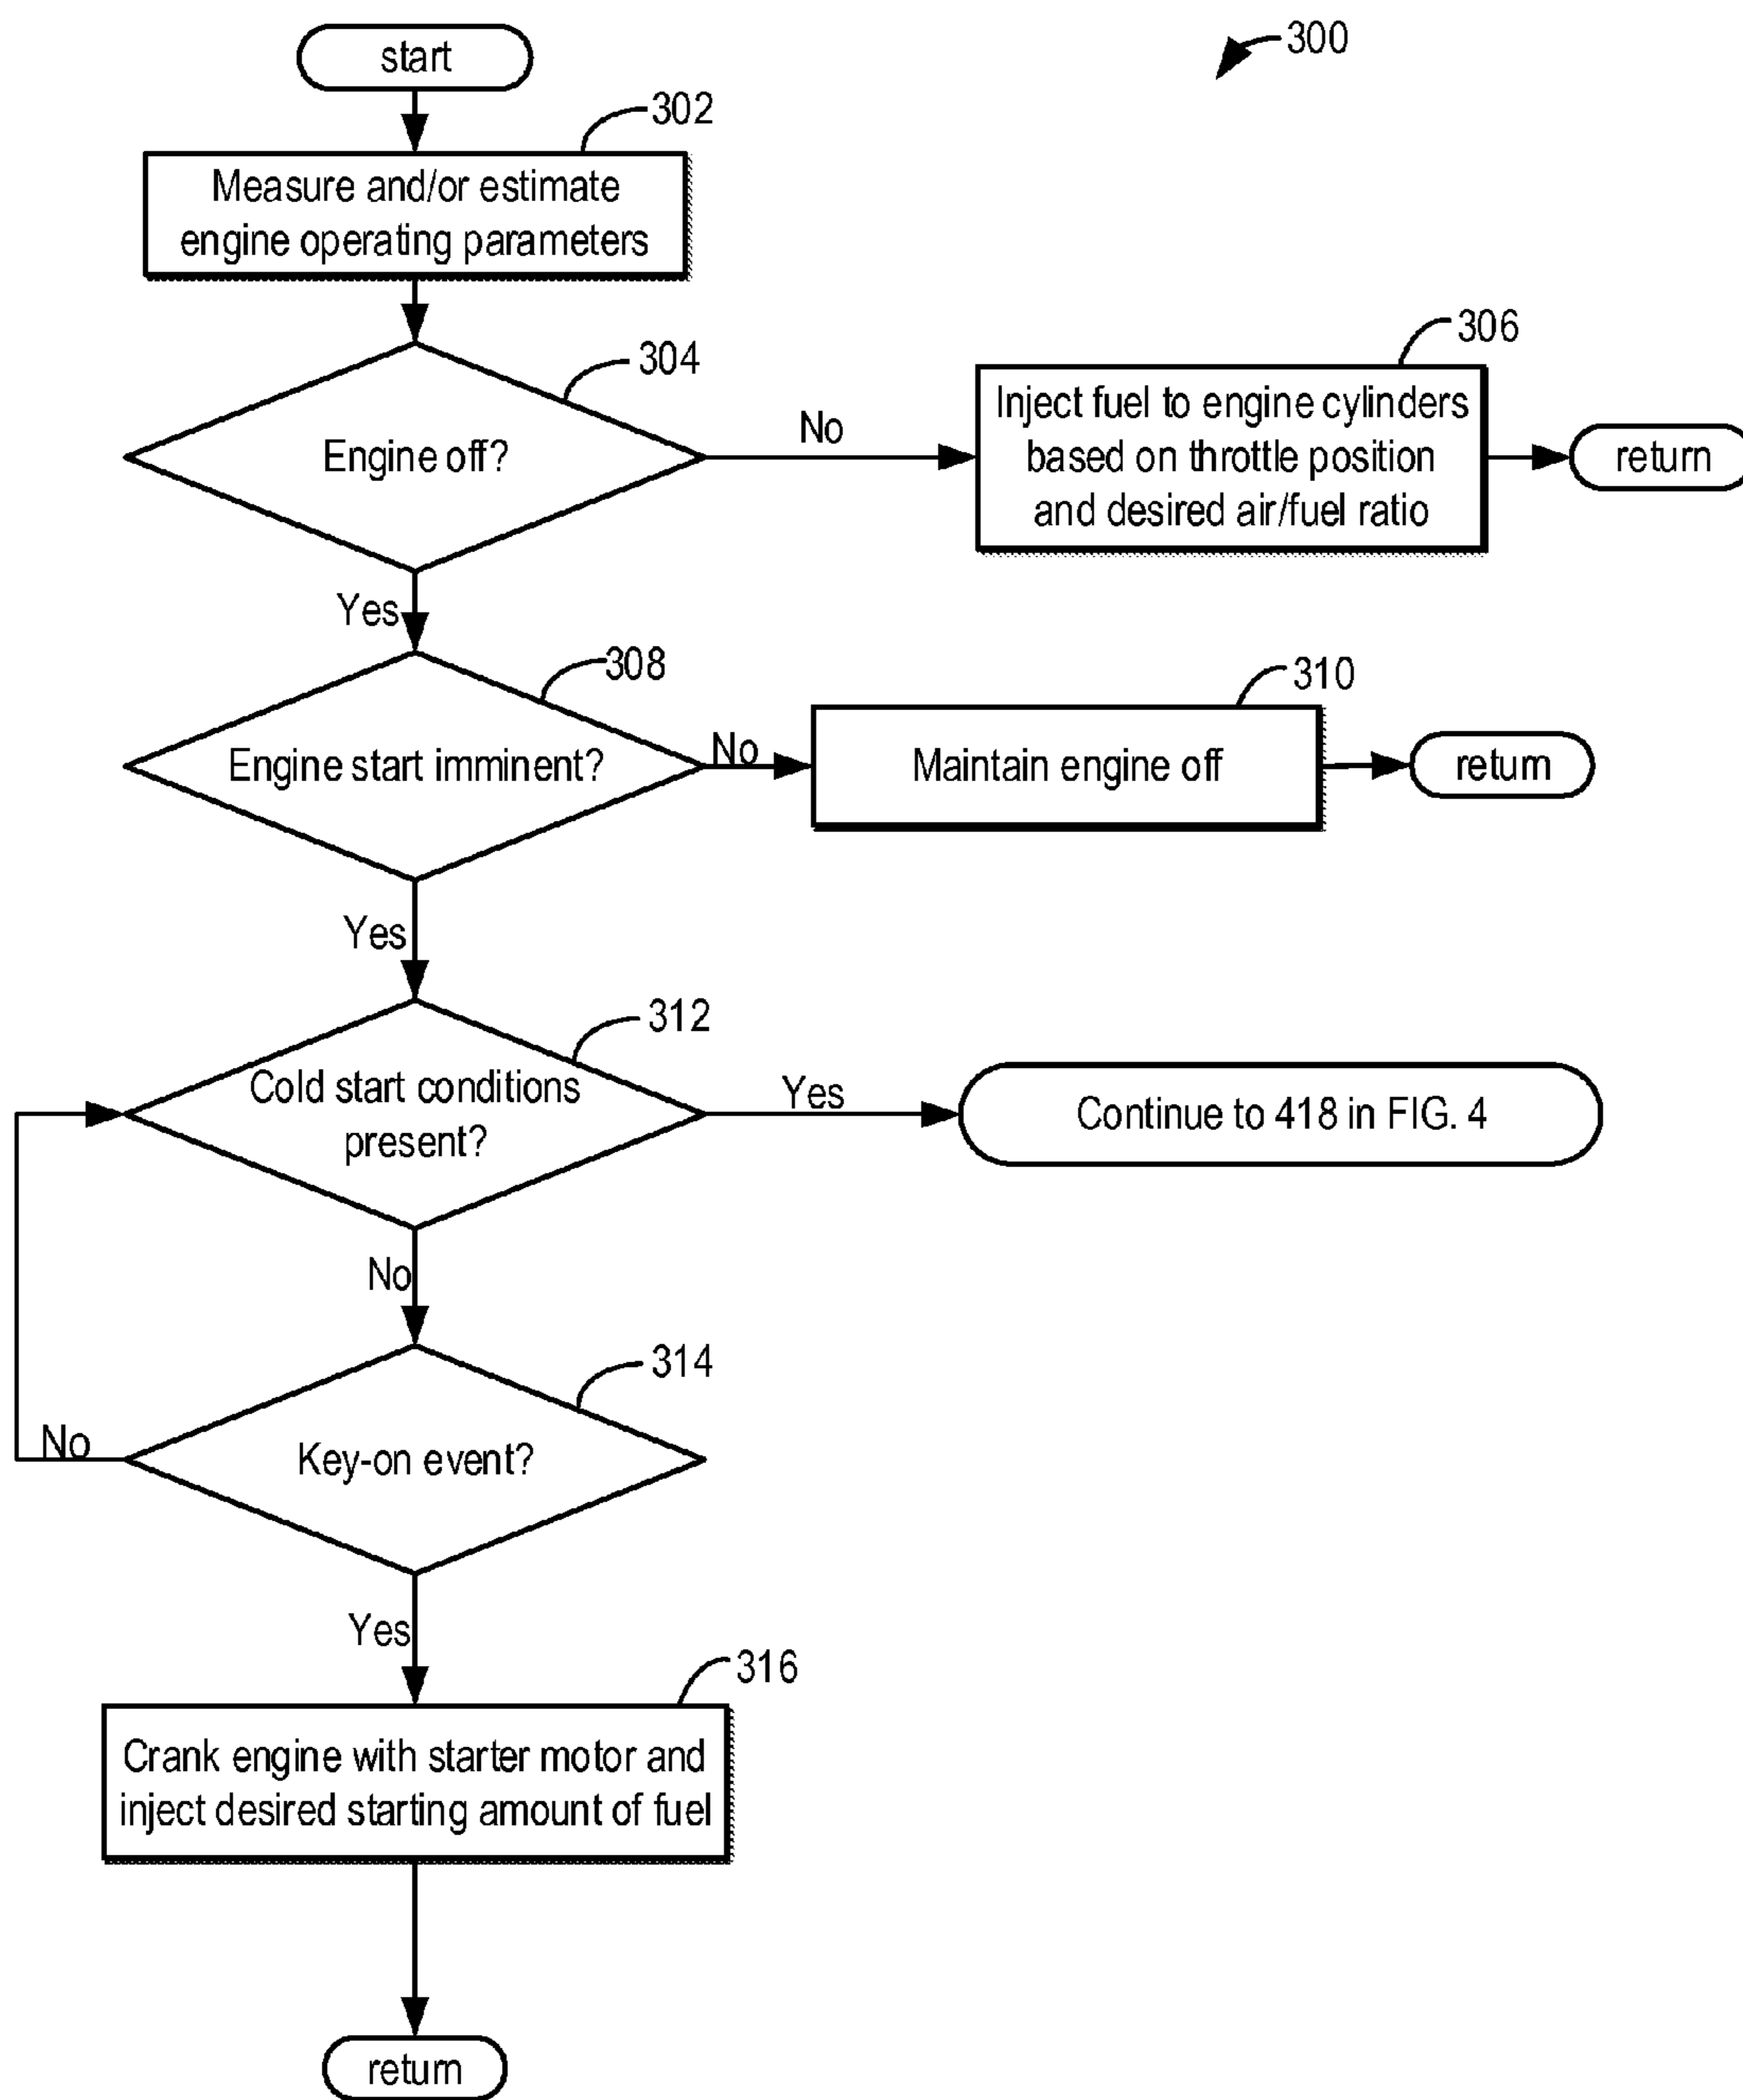 start
300
302
Measure and/or estimate
engine operating parameters
304
Engine off?
No
306
Inject fuel to engine cylinders
based on throttle position
and desired air/fuel ratio
return
Yes
308
Engine start imminent?
No
310
Maintain engine off
return
Yes
312
Cold start conditions
present?
Yes
Continue to 418 in FIG. 4
No
314
Key-on event?
No
Yes
316
Crank engine with starter motor and
inject desired starting amount of fuel
return